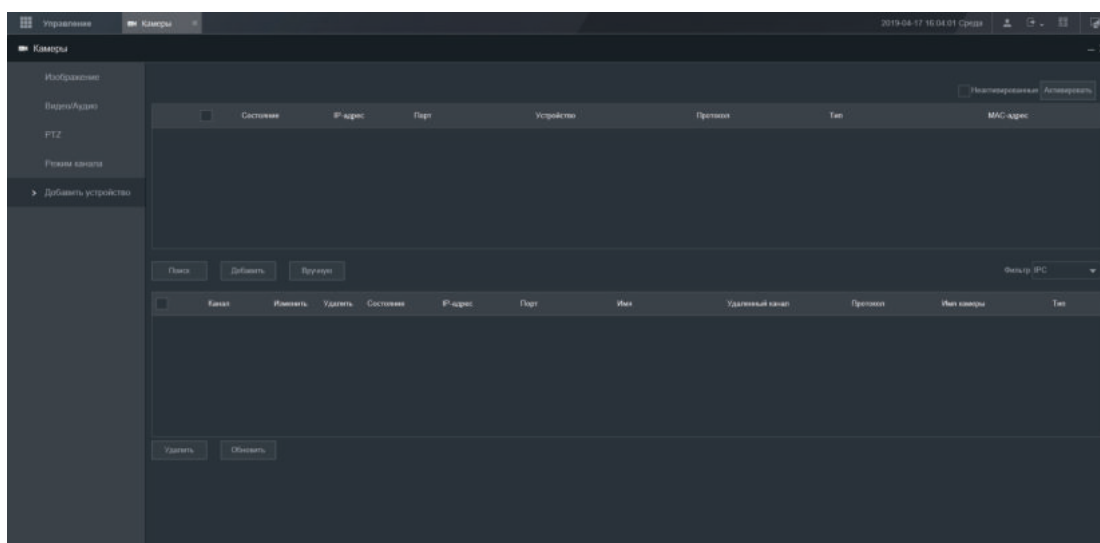 Управление Камеры 2019-04-17 16:04:01 Среда
Камеры
Изображение
Видео/Аудио
PTZ
Режим канала
Добавить устройство
Неактивированные Активировать
Состояние IP-адрес Порт Устройство Протокол Тип MAC-адрес
Поиск Добавить Вручную Фильтр IPC
Канал Изменить Удалить Состояние IP-адрес Порт Имя Удаленный канал Протокол Имя камеры Тип
Удалить Обновить